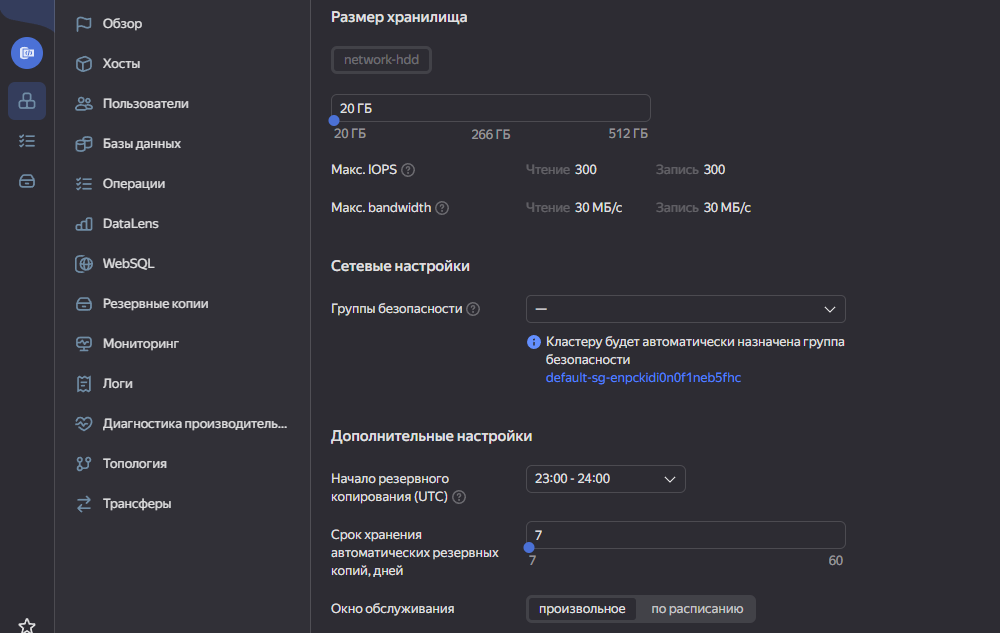 Обзор
Хосты
Пользователи
Базы данных
Операции
DataLens
WebSQL
Резервные копии
Мониторинг
Логи
Диагностика производитель...
Топология
Трансферы
Размер хранилища
network-hdd
20 ГБ
20 ГБ 266 ГБ 512 ГБ
Макс. IOPS Чтение 300 Запись 300
Макс. bandwidth Чтение 30 МБ/с Запись 30 МБ/с
Сетевые настройки
Группы безопасности —
Кластеру будет автоматически назначена группа
безопасности
default-sg-enpckidi0n0f1neb5fhc
Дополнительные настройки
Начало резервного
копирования (UTC)
23:00 - 24:00
Срок хранения
автоматических резервных
копий, дней
7
7 60
Окно обслуживания произвольное по расписанию